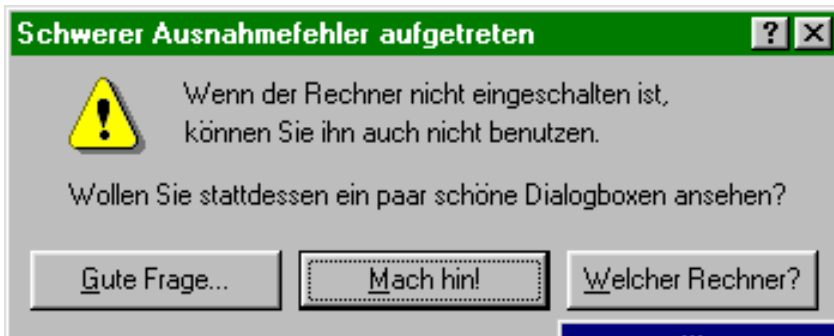 Schwerer Ausnahmefehler aufgetreten
Wenn der Rechner nicht eingeschalten ist,
können Sie ihn auch nicht benutzen.
Wollen Sie stattdessen ein paar schöne Dialogboxen ansehen?
Gute Frage... Mach hin! Welcher Rechner?